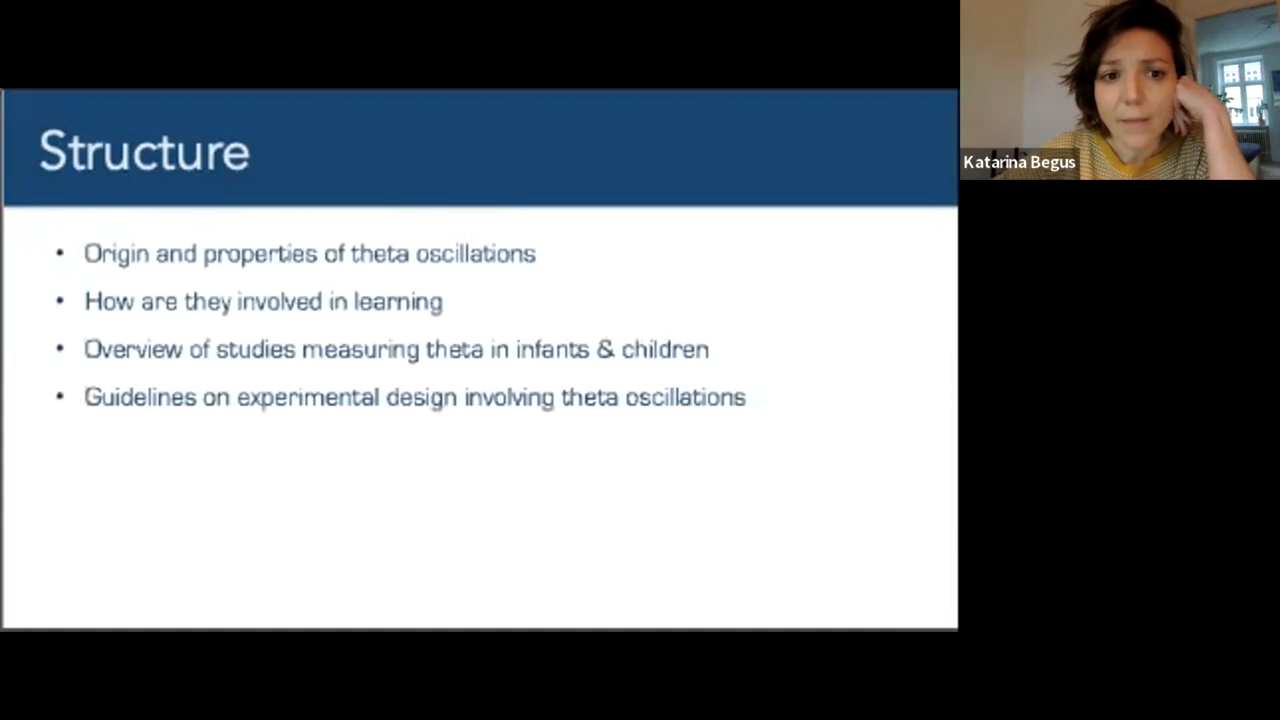 Structure
• Origin and properties of theta oscillations
• How are they involved in learning
• Overview of studies measuring theta in infants & children
• Guidelines on experimental design involving theta oscillations
Katarina Begus